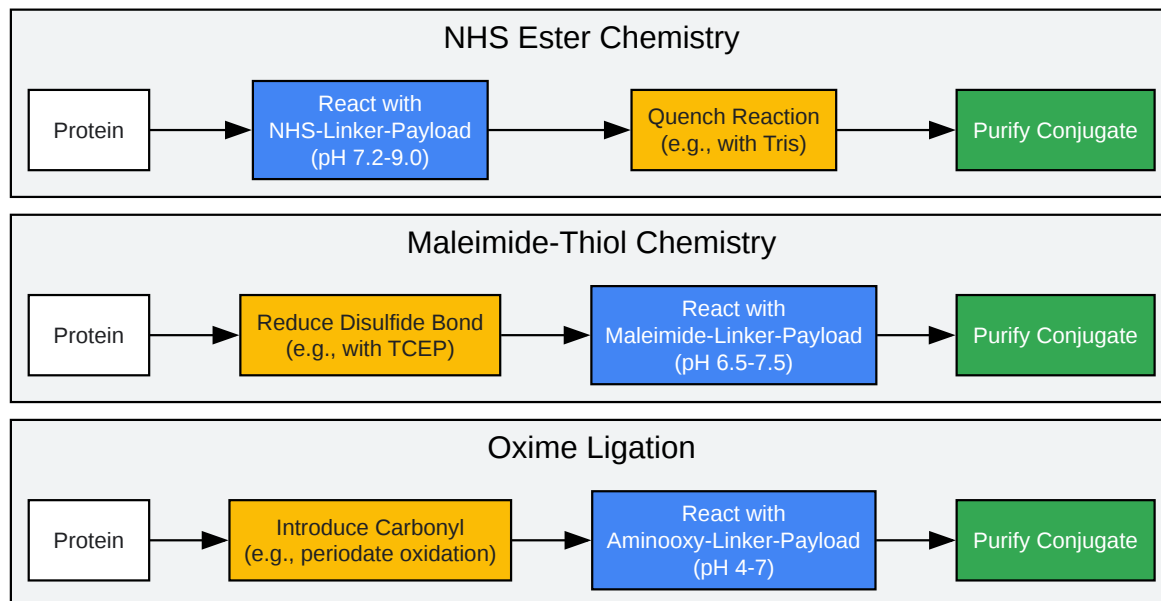 NHS Ester Chemistry
Protein
React with
NHS-Linker-Payload
(pH 7.2-9.0)
Quench Reaction
(e.g., with Tris)
Purify Conjugate
Maleimide-Thiol Chemistry
Protein
Reduce Disulfide Bond
(e.g., with TCEP)
React with
Maleimide-Linker-Payload
(pH 6.5-7.5)
Purify Conjugate
Oxime Ligation
Protein
Introduce Carbonyl
(e.g., periodate oxidation)
React with
Aminooxy-Linker-Payload
(pH 4-7)
Purify Conjugate